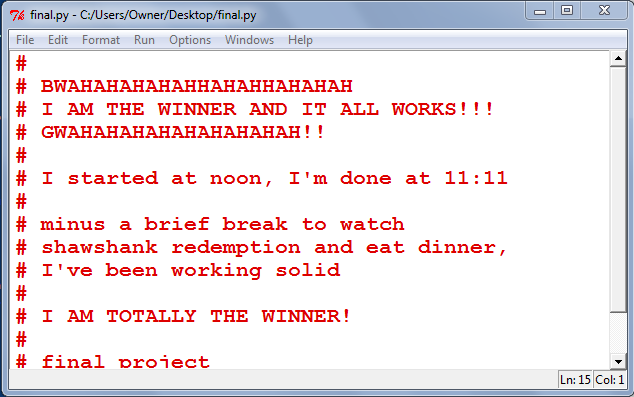 final.py - C:/Users/Owner/Desktop/final.py
File Edit Format Run Options Windows Help
#
# BWAHAHAHAHAHHAHAHHAHAHAH
# I AM THE WINNER AND IT ALL WORKS!!!
# GWAHAHAHAHAHAHAHAHAH!!
#
# I started at noon, I'm done at 11:11
#
# minus a brief break to watch
# shawshank redemption and eat dinner,
# I've been working solid
#
# I AM TOTALLY THE WINNER!
#
# final project
Ln: 15 Col: 1